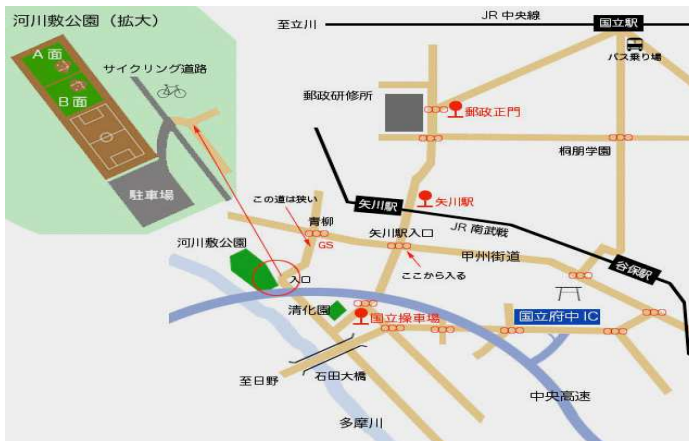 河川敷公園（拡大）
A面
B面
サイクリング道路
駐車場
至立川
JR 中央線
国立駅
バス乗り場
郵政研修所
郵政正門
桐朋学園
この道は狭い
青柳
GS
矢川駅
矢川駅
JR 南武戦
矢川駅入口
ここから入る
甲州街道
谷保駅
河川敷公園
入口
清化園
国立操車場
国立府中IC
至日野
石田大橋
多摩川
中央高速